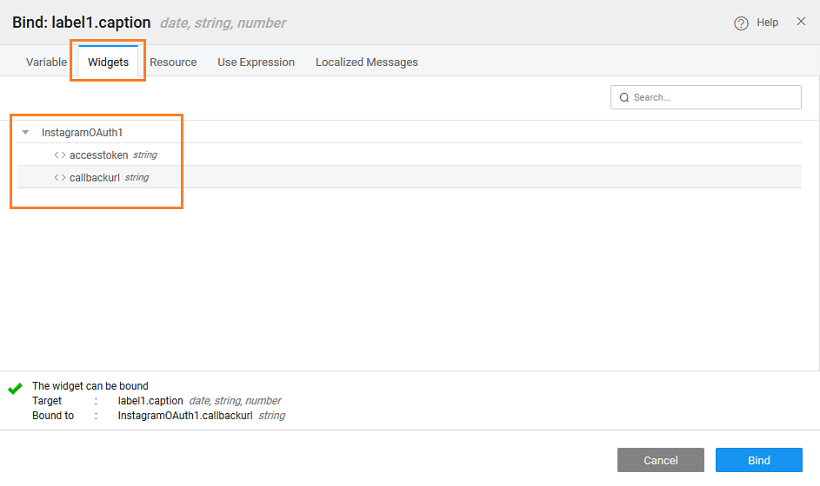 Bind: label1.caption date, string, number
Help
Variable Widgets Resource Use Expression Localized Messages
Search...
InstagramOAuth1
accesstoken string
callbackurl string
The widget can be bound
Target : label1.caption date, string, number
Bound to : InstagramOAuth1.callbackurl string
Cancel Bind